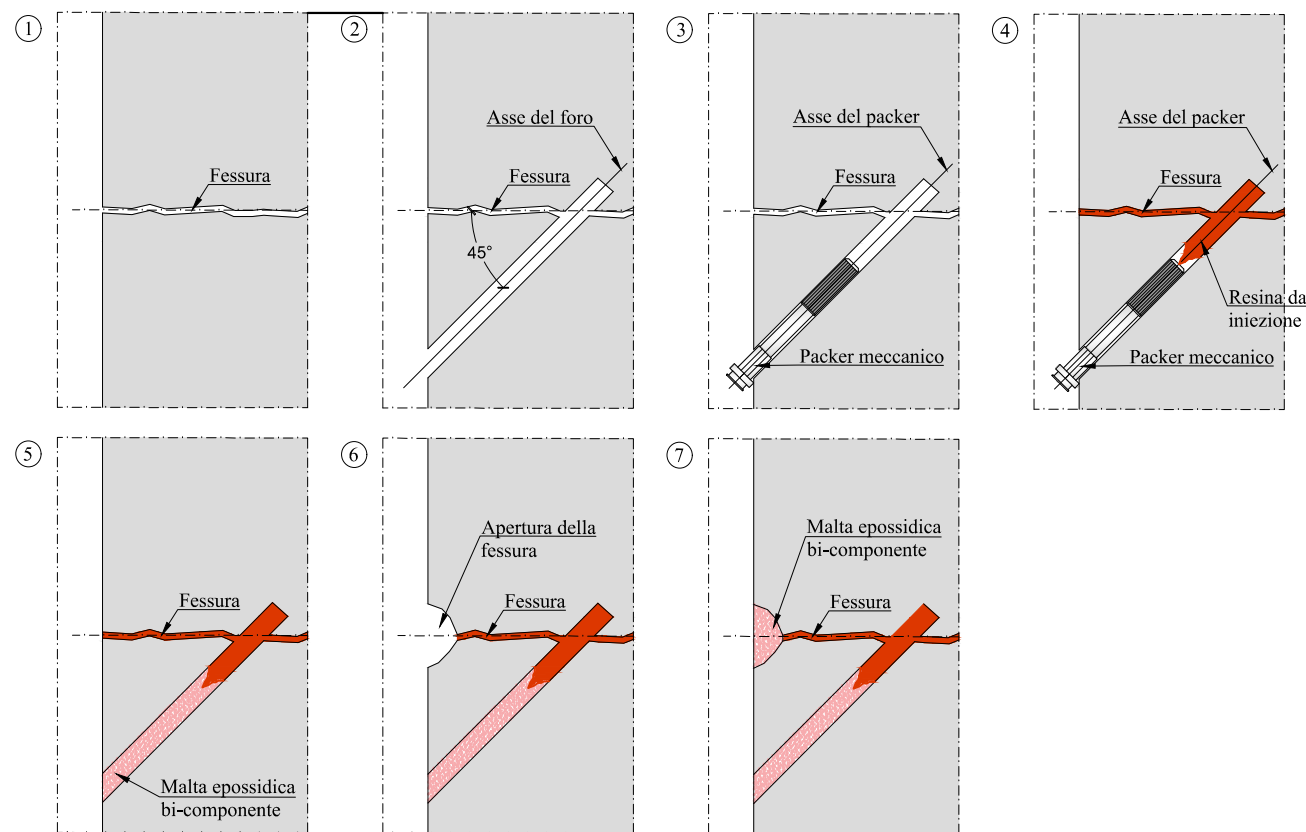 1
Fessura
2
Asse del foro
Fessura
45°
3
Asse del packer
Fessura
Packer meccanico
4
Asse del packer
Fessura
Resina da
iniezione
Packer meccanico
5
Fessura
Malta epossidica
bi-componente
6
Apertura della
fessura
Fessura
7
Malta epossidica
bi-componente
Fessura